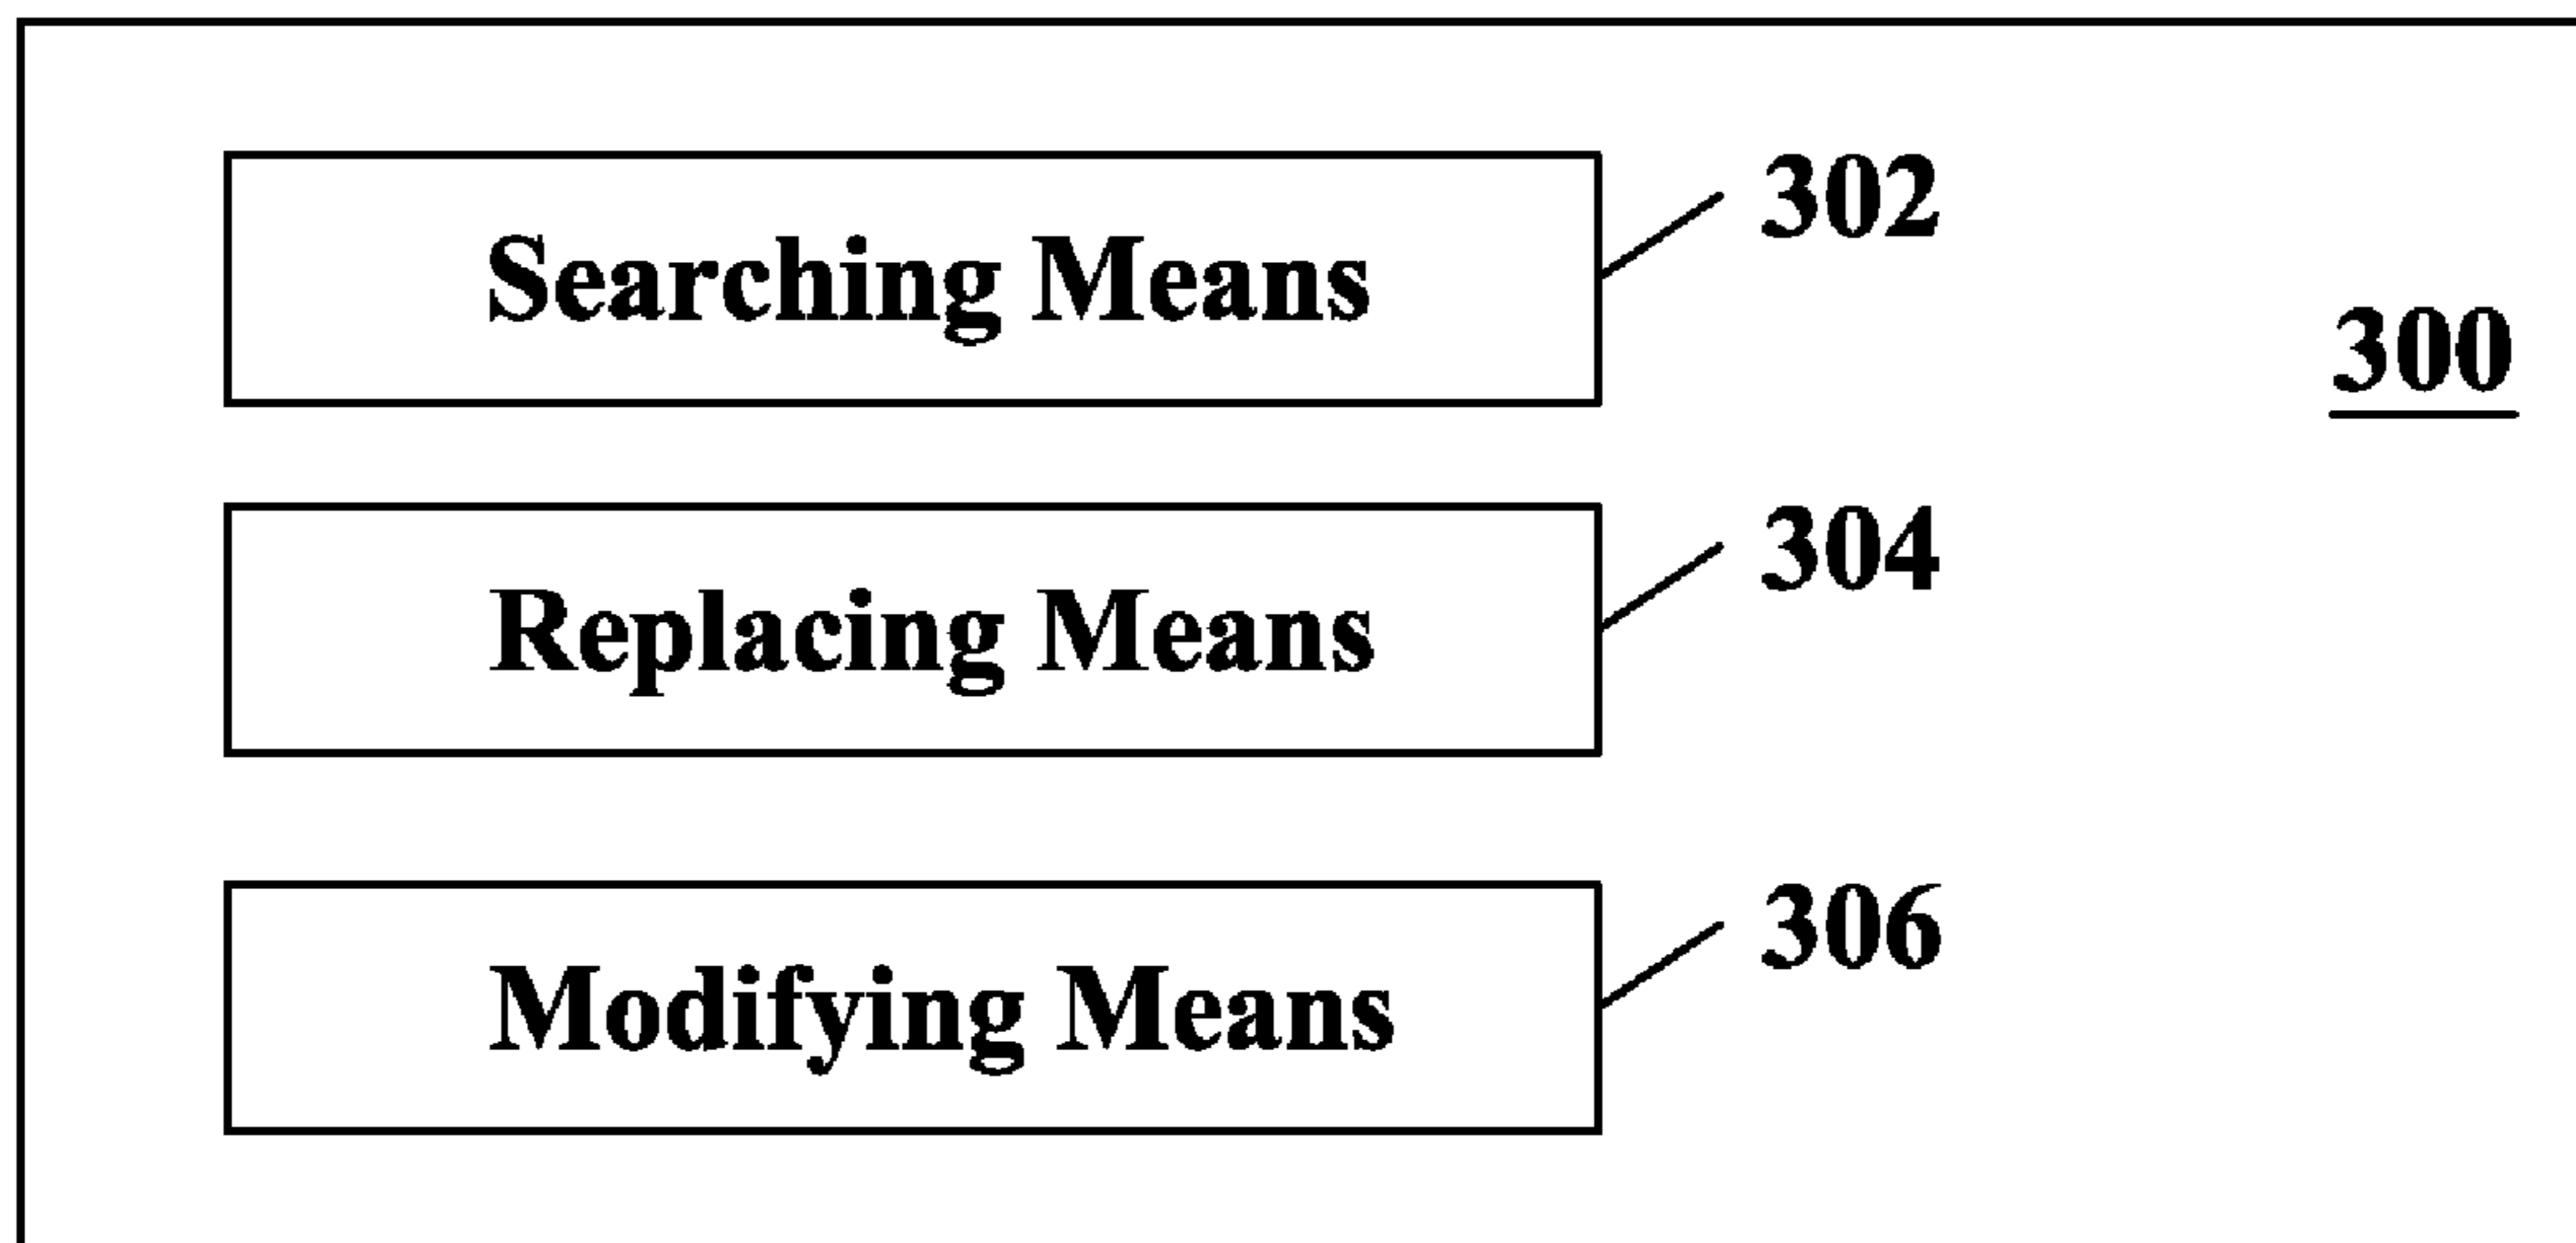 Searching Means
302
300
Replacing Means
304
Modifying Means
306